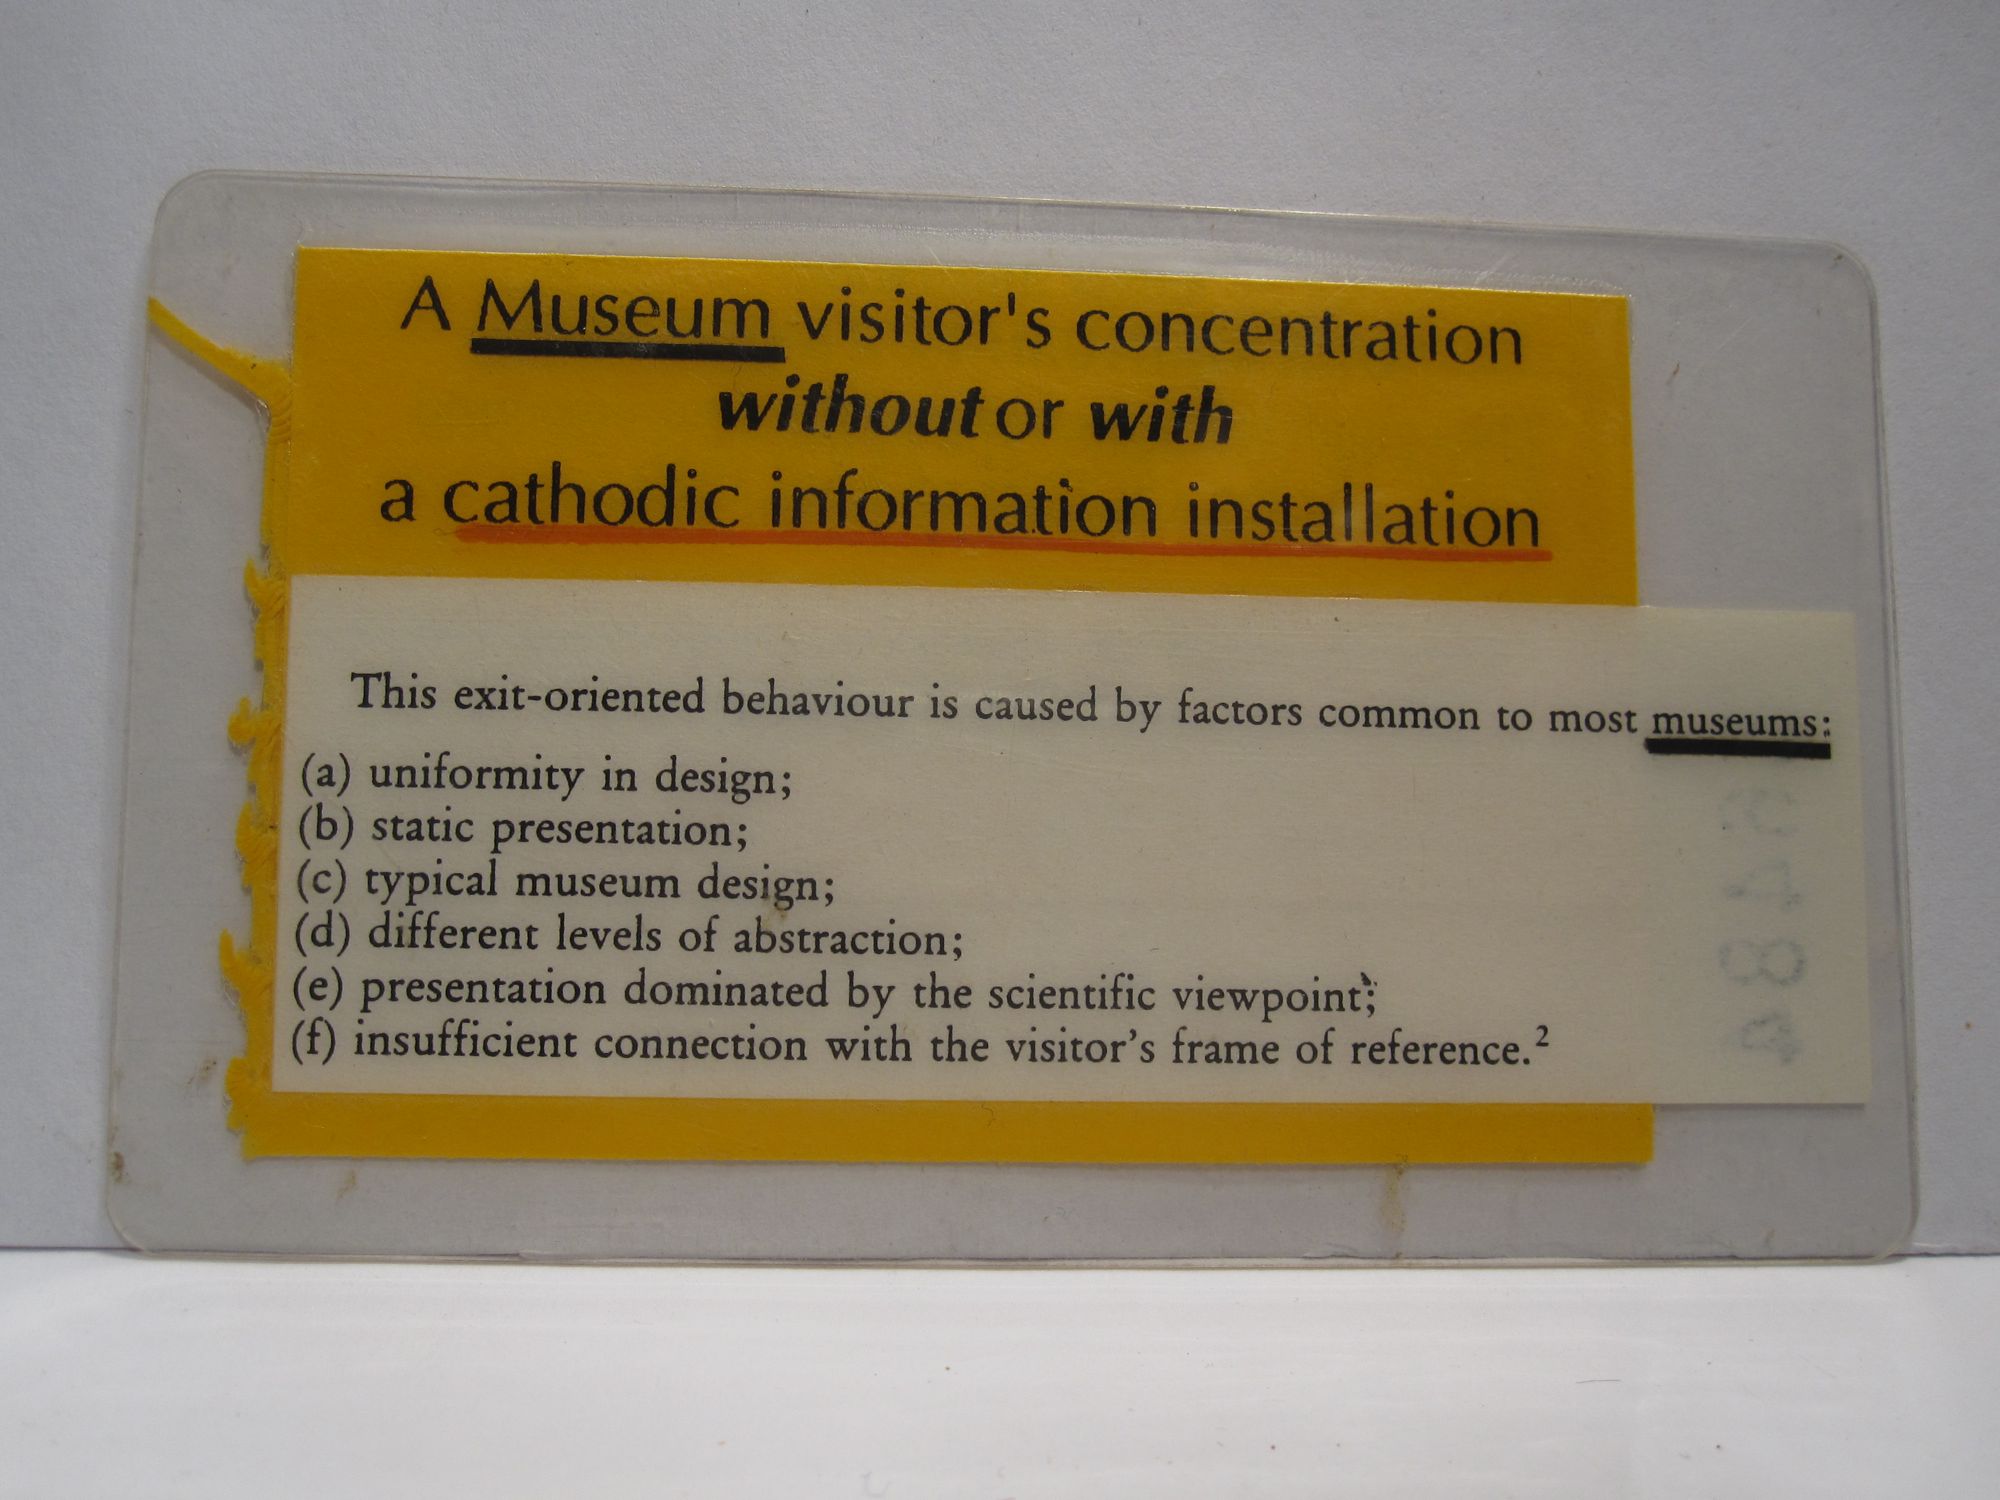 A Museum visitor's concentration
without or with
a cathodic information installation
This exit-oriented behaviour is caused by factors common to most museums:
(a) uniformity in design;
(b) static presentation;
(c) typical museum design;
(d) different levels of abstraction;
(e) presentation dominated by the scientific viewpoint;
(f) insufficient connection with the visitor's frame of reference.²